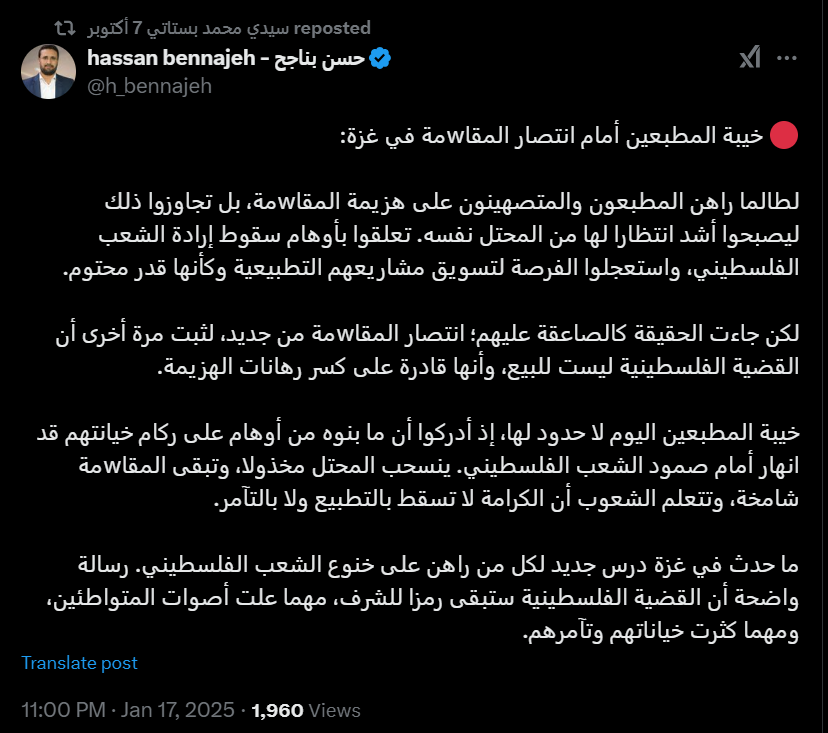 سيدي محمد بستاتي 7 أكتوبر reposted
hassan bennajeh - حسن بناجح
@h_bennajeh
🔴 خيبة المطبعين أمام انتصار المقاwمة في غزة:
لطالما راهن المطبعون والمتصهينون على هزيمة المقاwمة، بل تجاوزوا ذلك
ليصبحوا أشد انتظارا لها من المحتل نفسه. تعلقوا بأوهام سقوط إرادة الشعب
الفلسطيني، واستعجلوا الفرصة لتسويق مشاريعهم التطبيعية وكأنها قدر محتوم.
لكن جاءت الحقيقة كالصاعقة عليهم؛ انتصار المقاwمة من جديد، لثبت مرة أخرى أن
القضية الفلسطينية ليست للبيع، وأنها قادرة على كسر رهانات الهزيمة.
خيبة المطبعين اليوم لا حدود لها، إذ أدركوا أن ما بنوه من أوهام على ركام خيانتهم قد
انهار أمام صمود الشعب الفلسطيني. ينسحب المحتل مخذولا، وتبقى المقاwمة
شامخة، وتتعلم الشعوب أن الكرامة لا تسقط بالتطبيع ولا بالتآمر.
ما حدث في غزة درس جديد لكل من راهن على خنوع الشعب الفلسطيني. رسالة
واضحة أن القضية الفلسطينية ستبقى رمزا للشرف، مهما علت أصوات المتواطئين،
ومهما كثرت خياناتهم وتآمرهم.
Translate post
11:00 PM · Jan 17, 2025 · 1,960 Views